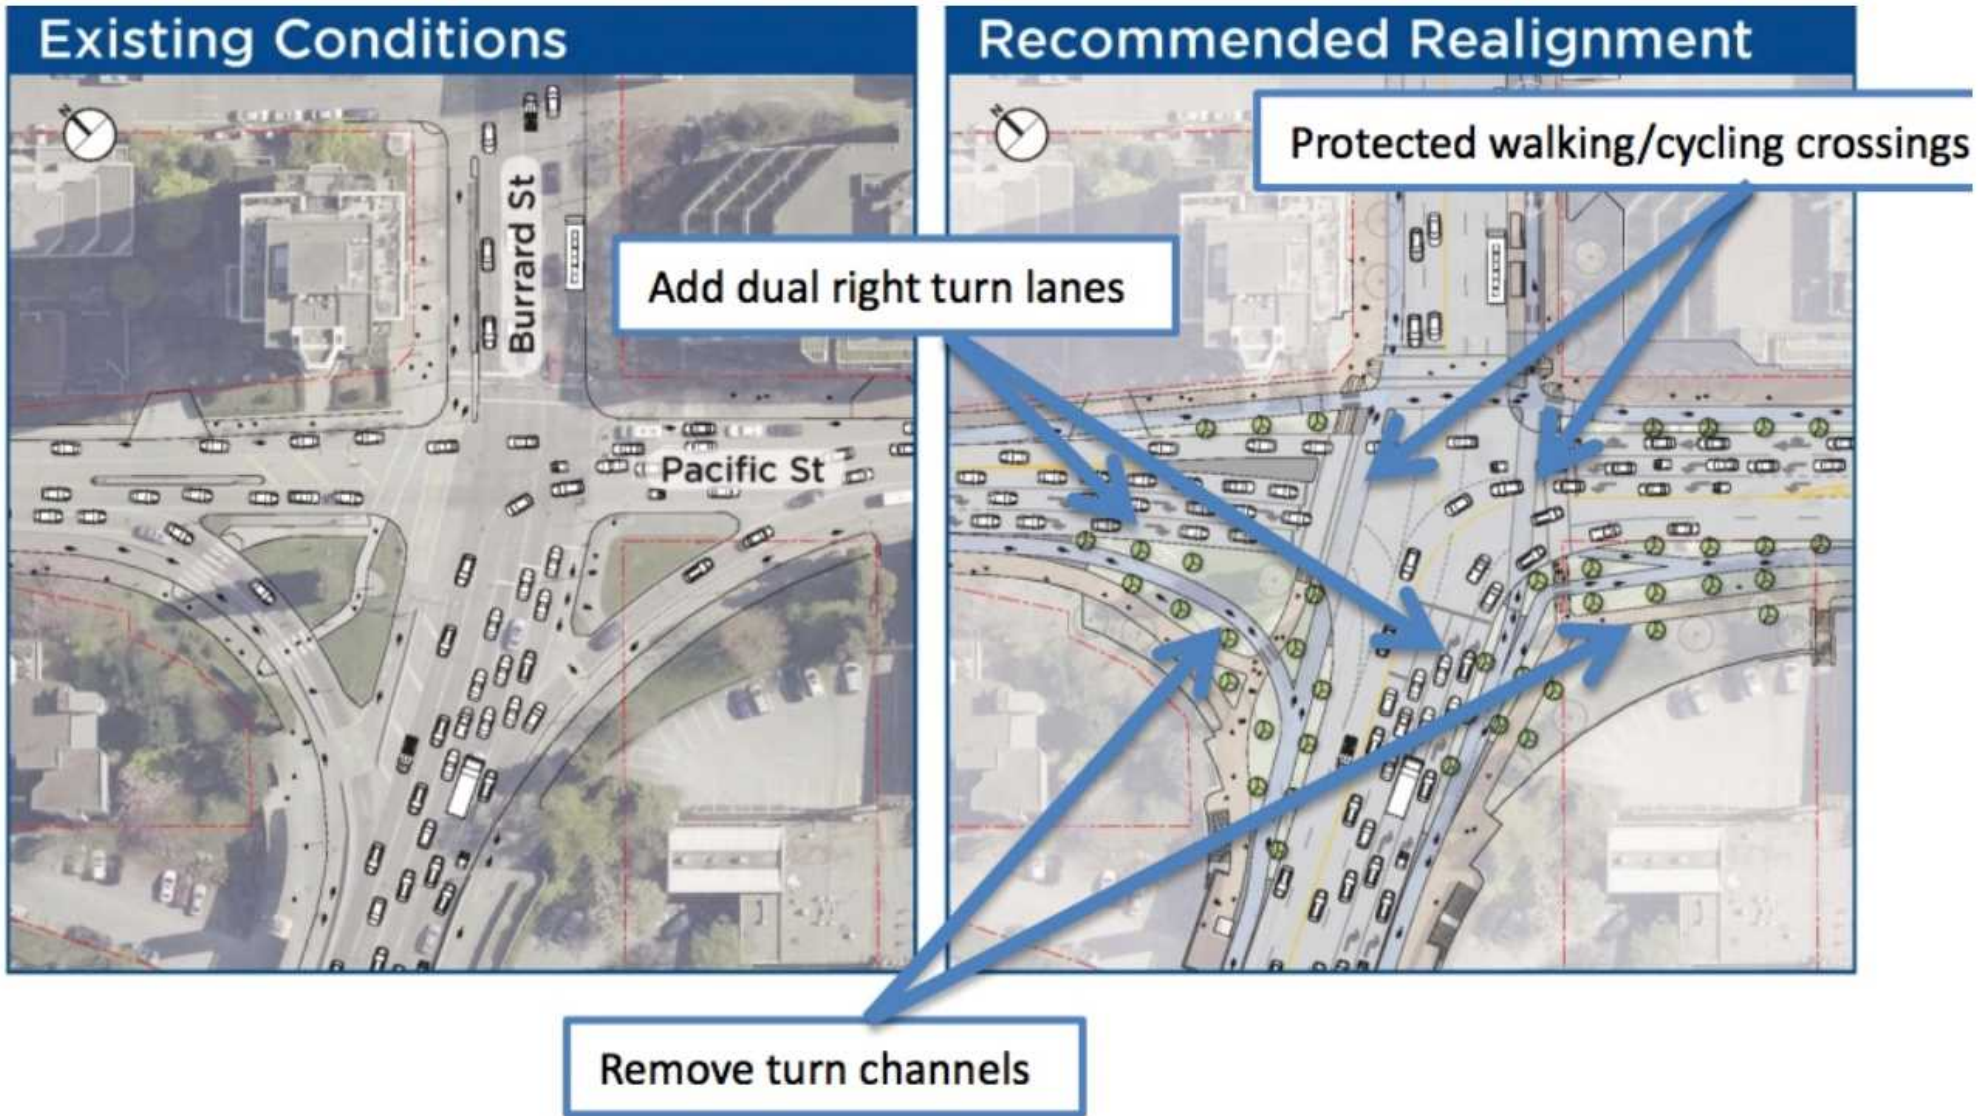 Existing Conditions
Recommended Realignment
N
N
Protected walking/cycling crossings
Burrard St
Add dual right turn lanes
Pacific St
Remove turn channels